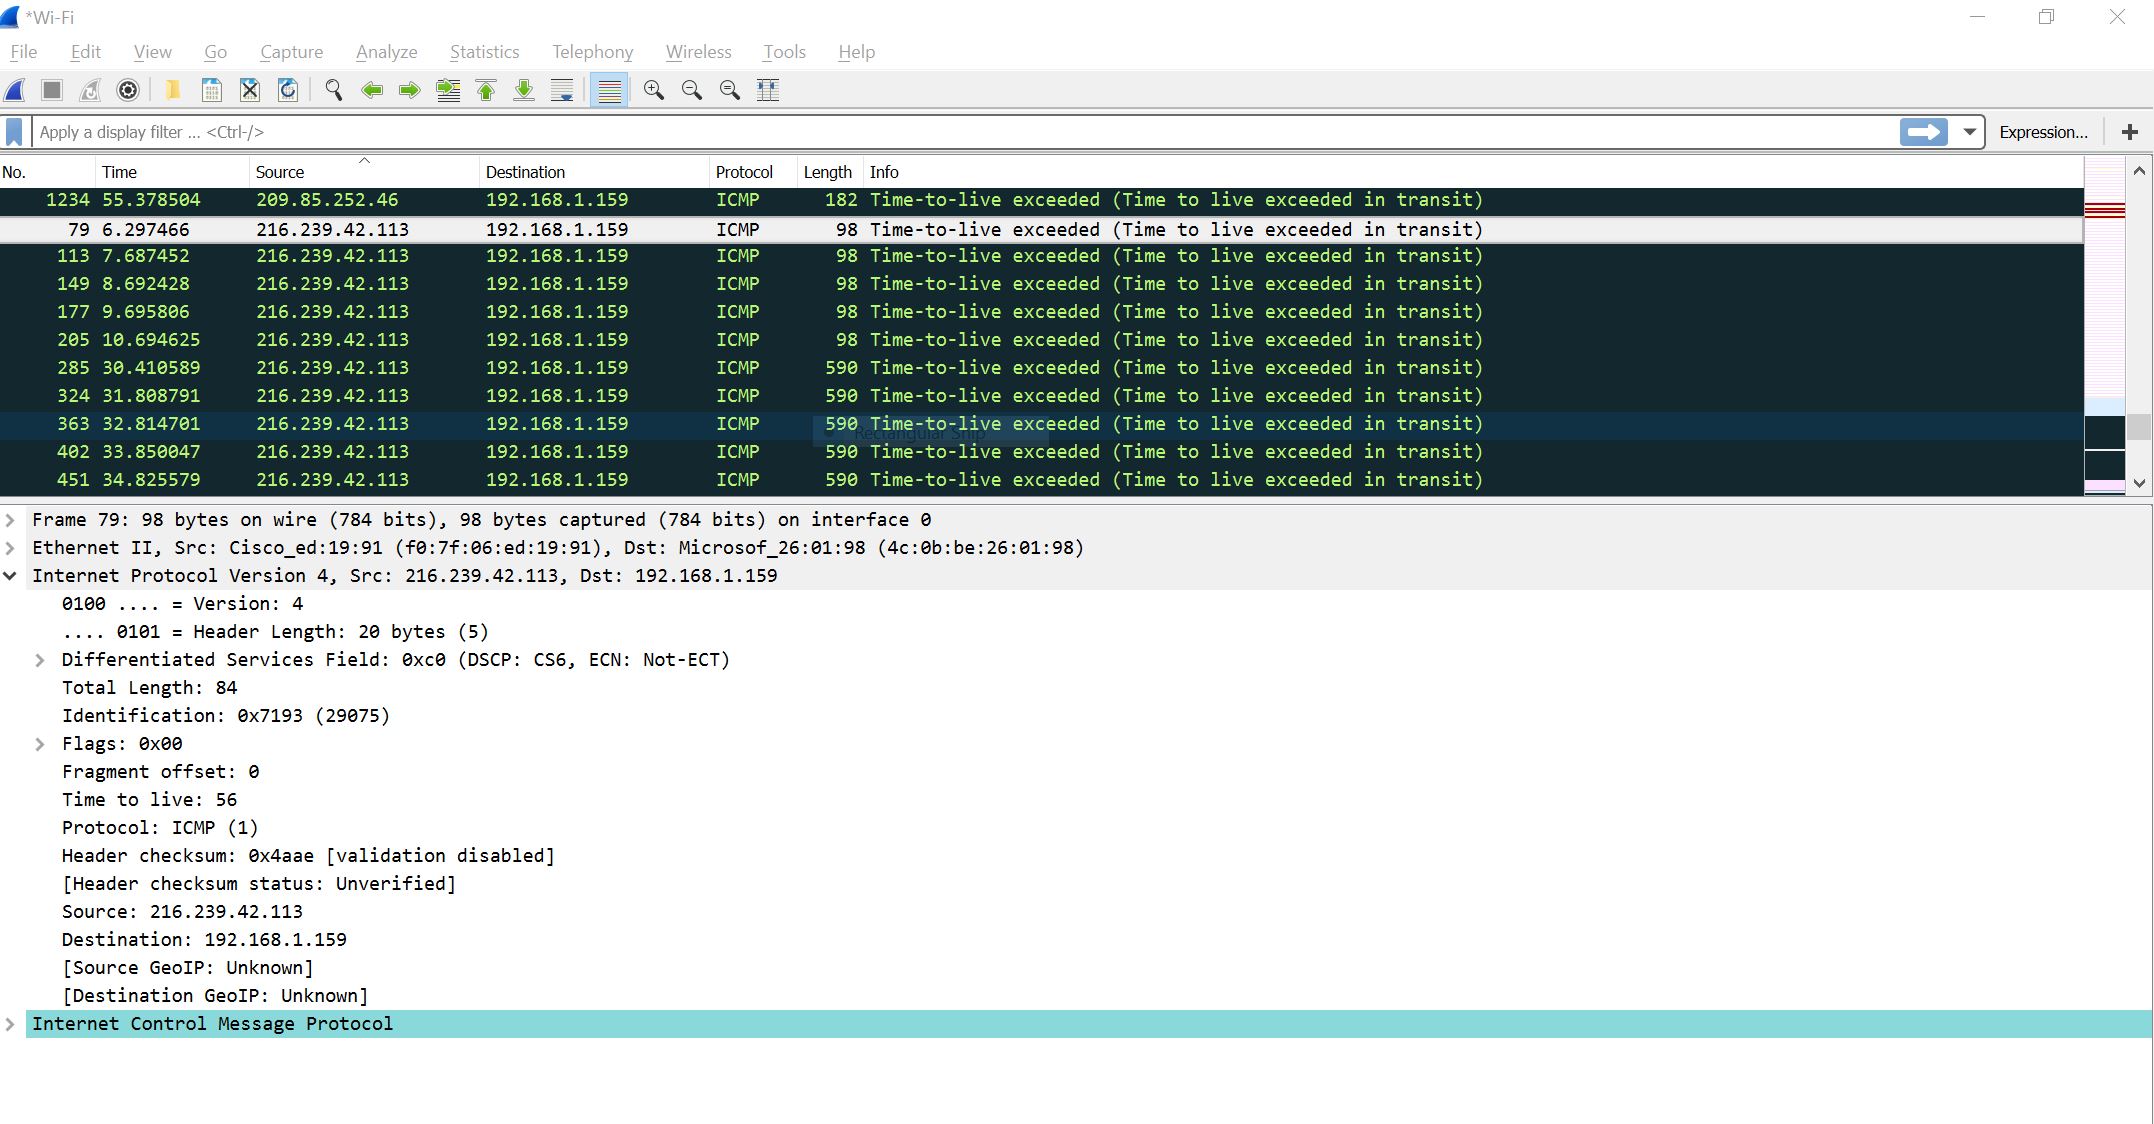 *Wi-Fi
File Edit View Go Capture Analyze Statistics Telephony Wireless Tools Help
Apply a display filter ... <Ctrl-/> Expression... +
No. Time Source Destination Protocol Length Info
1234 55.378504 209.85.252.46 192.168.1.159 ICMP 182 Time-to-live exceeded (Time to live exceeded in transit)
79 6.297466 216.239.42.113 192.168.1.159 ICMP 98 Time-to-live exceeded (Time to live exceeded in transit)
113 7.687452 216.239.42.113 192.168.1.159 ICMP 98 Time-to-live exceeded (Time to live exceeded in transit)
149 8.692428 216.239.42.113 192.168.1.159 ICMP 98 Time-to-live exceeded (Time to live exceeded in transit)
177 9.695806 216.239.42.113 192.168.1.159 ICMP 98 Time-to-live exceeded (Time to live exceeded in transit)
205 10.694625 216.239.42.113 192.168.1.159 ICMP 98 Time-to-live exceeded (Time to live exceeded in transit)
285 30.410589 216.239.42.113 192.168.1.159 ICMP 590 Time-to-live exceeded (Time to live exceeded in transit)
324 31.808791 216.239.42.113 192.168.1.159 ICMP 590 Time-to-live exceeded (Time to live exceeded in transit)
363 32.814701 216.239.42.113 192.168.1.159 ICMP 590 Time-to-live exceeded (Time to live exceeded in transit)
Rectangular Snip
402 33.850047 216.239.42.113 192.168.1.159 ICMP 590 Time-to-live exceeded (Time to live exceeded in transit)
451 34.825579 216.239.42.113 192.168.1.159 ICMP 590 Time-to-live exceeded (Time to live exceeded in transit)
Frame 79: 98 bytes on wire (784 bits), 98 bytes captured (784 bits) on interface 0
Ethernet II, Src: Cisco_ed:19:91 (f0:7f:06:ed:19:91), Dst: Microsof_26:01:98 (4c:0b:be:26:01:98)
Internet Protocol Version 4, Src: 216.239.42.113, Dst: 192.168.1.159
0100 .... = Version: 4
.... 0101 = Header Length: 20 bytes (5)
Differentiated Services Field: 0xc0 (DSCP: CS6, ECN: Not-ECT)
Total Length: 84
Identification: 0x7193 (29075)
Flags: 0x00
Fragment offset: 0
Time to live: 56
Protocol: ICMP (1)
Header checksum: 0x4aae [validation disabled]
[Header checksum status: Unverified]
Source: 216.239.42.113
Destination: 192.168.1.159
[Source GeoIP: Unknown]
[Destination GeoIP: Unknown]
Internet Control Message Protocol